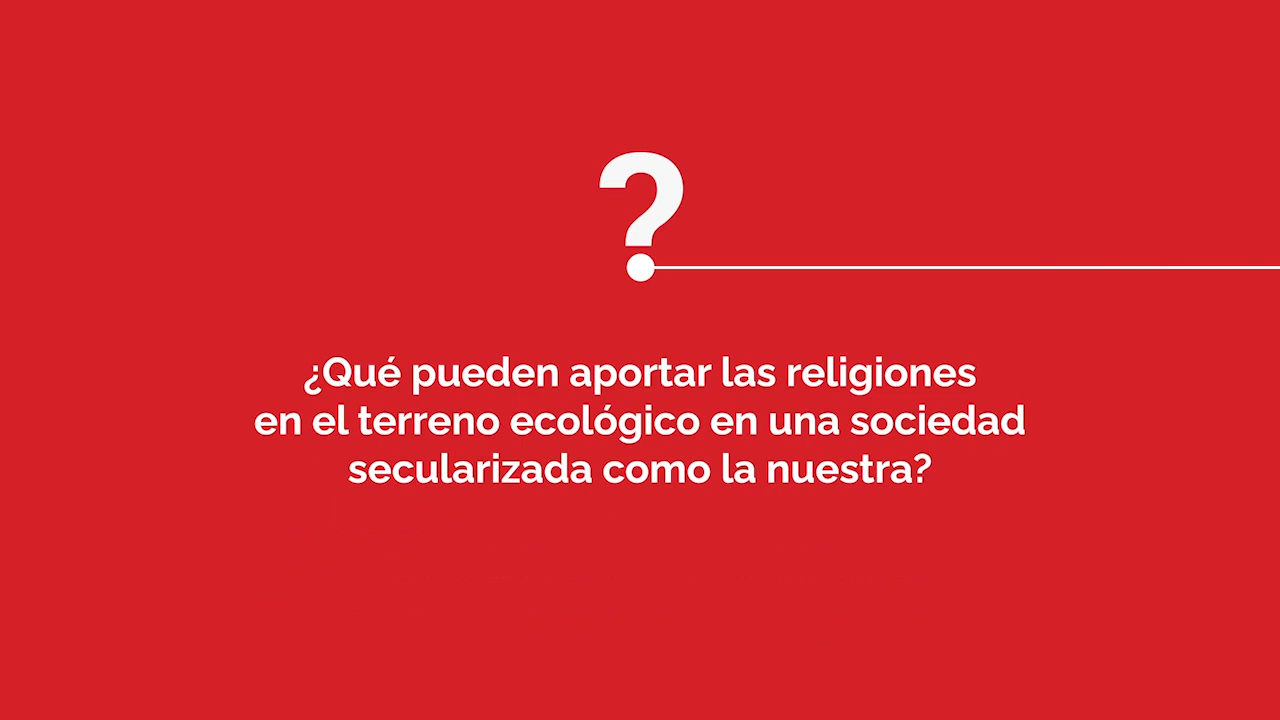 ?
¿Qué pueden aportar las religiones
en el terreno ecológico en una sociedad
secularizada como la nuestra?